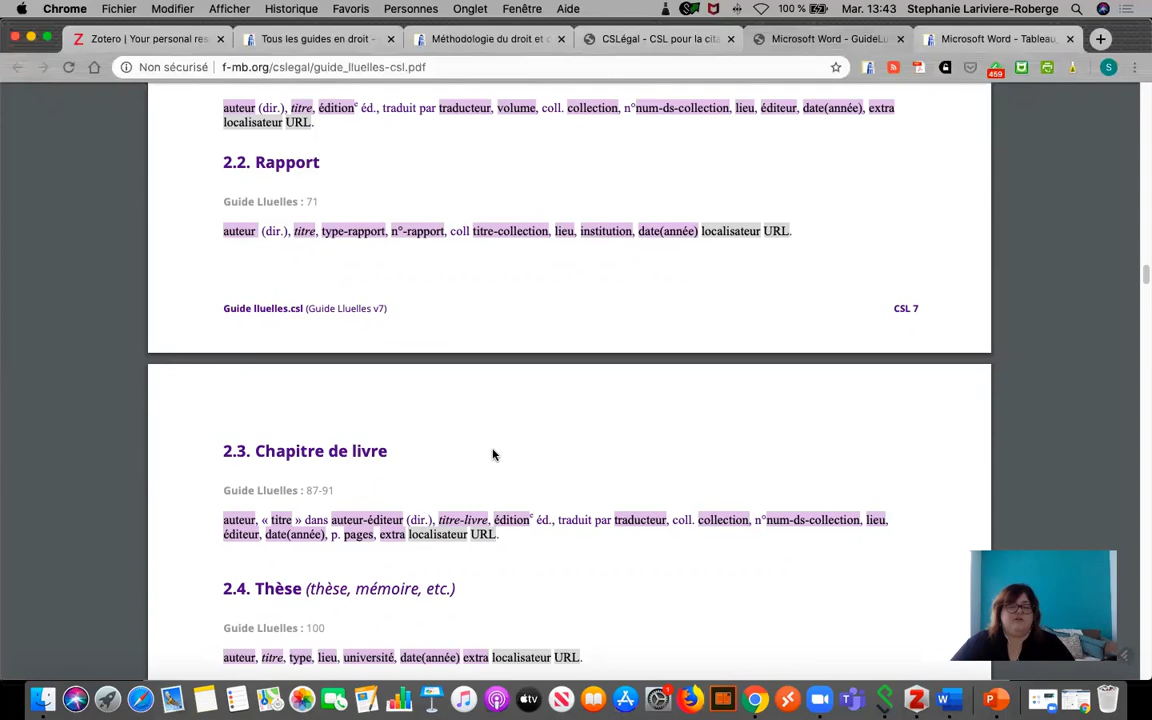 Chrome Fichier Modifier Affichage Historique Favoris Personnes Onglet Fenêtre Aide 100 % Mar. 13:43 Stephanie Lariviere-Roberge
Zotero | Your personal res × Tous les guides en droit - × Méthodologie du droit et c × CSLégal - CSL pour la cita × Microsoft Word - GuideLu × Microsoft Word - Tableau, × +
Non sécurisé | f-mb.org/cslegal/guide_lluelles-csl.pdf 459 S
auteur (dir.), titre, éditionᵉ éd., traduit par traducteur, volume, coll. collection, n°num-ds-collection, lieu, éditeur, date(année), extra
localisateur URL.
2.2. Rapport
Guide Lluelles : 71
auteur (dir.), titre, type-rapport, n°-rapport, coll titre-collection, lieu, institution, date(année) localisateur URL.
Guide lluelles.csl (Guide Lluelles v7) CSL 7
2.3. Chapitre de livre
Guide Lluelles : 87-91
auteur, « titre » dans auteur-éditeur (dir.), titre-livre, éditionᵉ éd., traduit par traducteur, coll. collection, n°num-ds-collection, lieu,
éditeur, date(année), p. pages, extra localisateur URL.
2.4. Thèse (thèse, mémoire, etc.)
Guide Lluelles : 100
auteur, titre, type, lieu, université, date(année) extra localisateur URL.